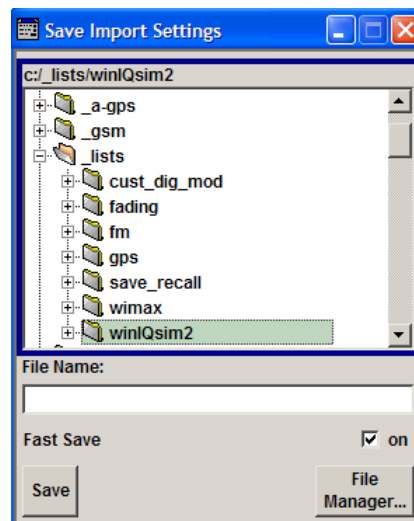 Save Import Settings
c:/_lists/winIQsim2
_a-gps
_gsm
_lists
cust_dig_mod
fading
fm
gps
save_recall
wimax
winIQsim2
File Name:
Fast Save on
Save
File
Manager...